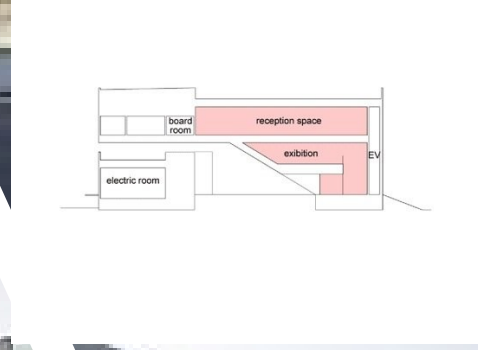 board
room
reception space
exibition
EV
electric room